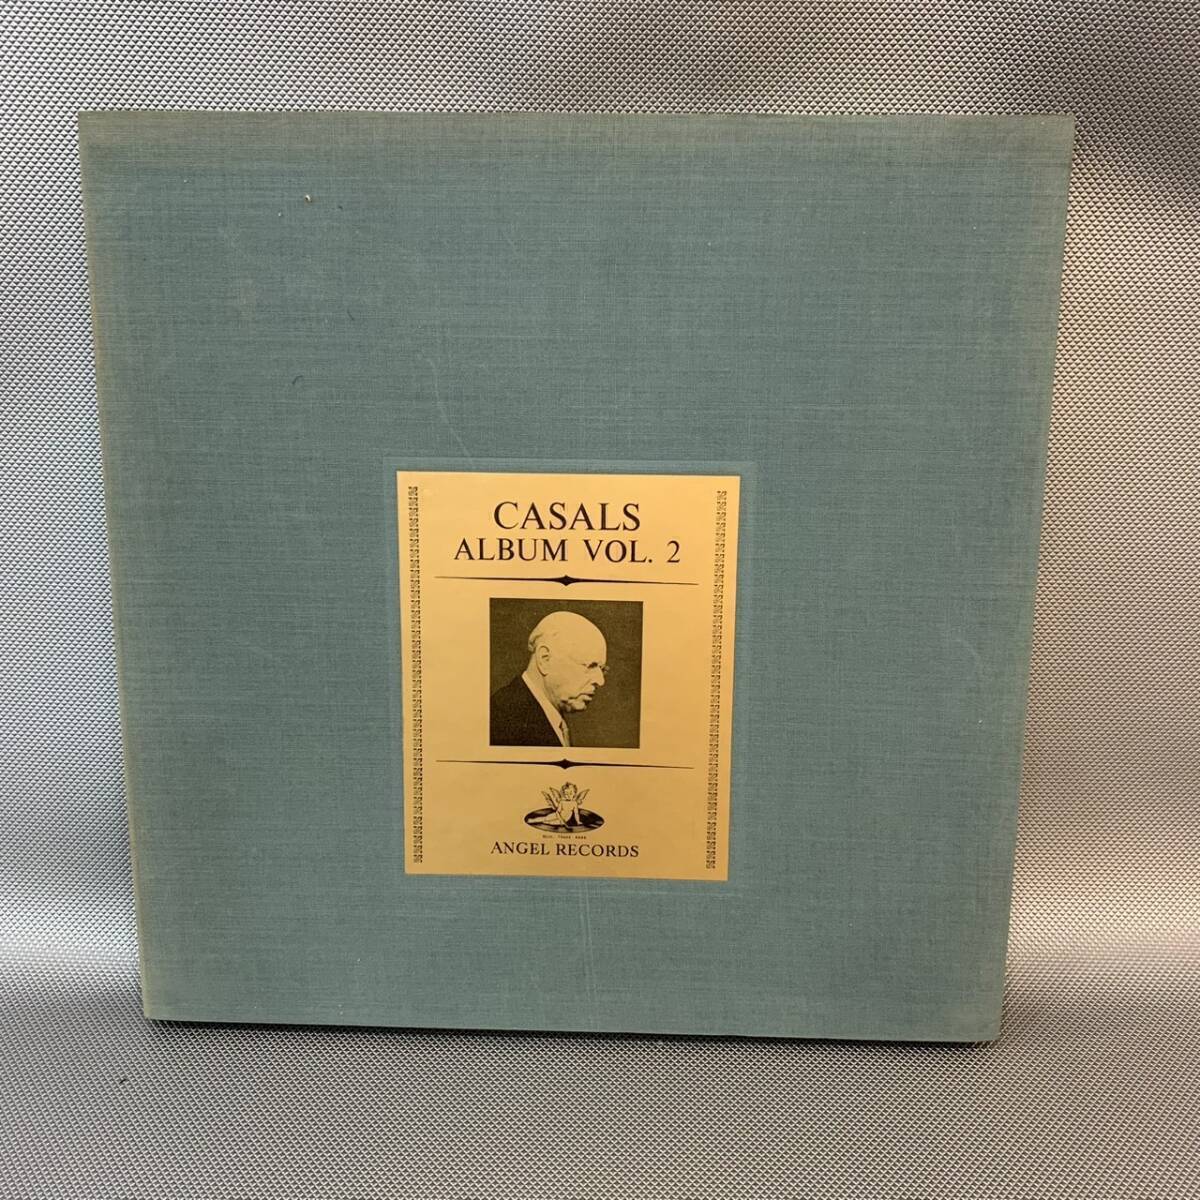 CASALS
ALBUM VOL. 2
ANGEL RECORDS